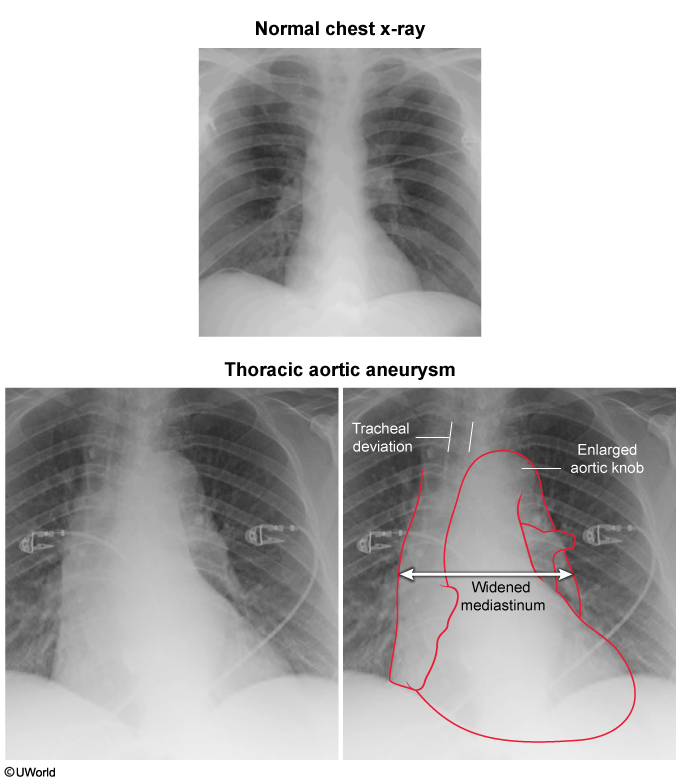 Normal chest x-ray
Thoracic aortic aneurysm
Tracheal
deviation
Enlarged
aortic knob
Widened
mediastinum
©UWorld